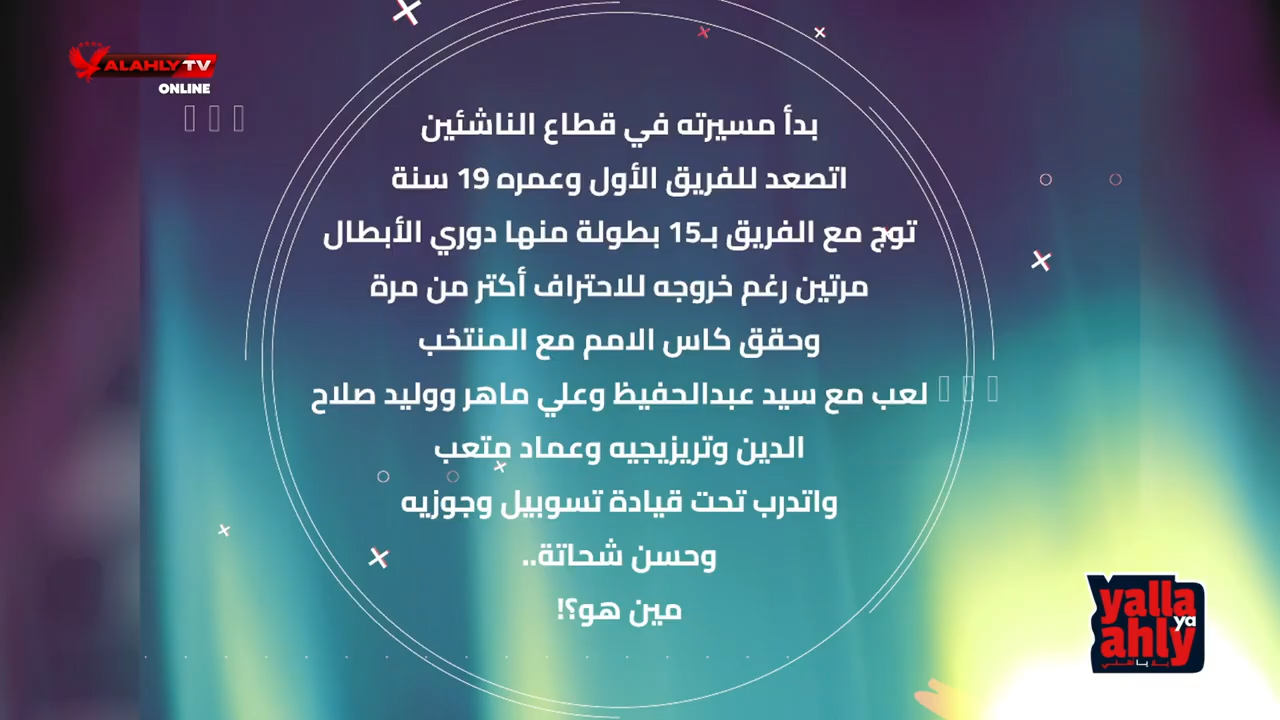 ALAHLY TV
ONLINE
بدأ مسيرته في قطاع الناشئين
اتصعد للفريق الأول وعمره 19 سنة
توج مع الفريق بـ15 بطولة منها دوري الأبطال
مرتين رغم خروجه للاحتراف أكتر من مرة
وحقق كاس الامم مع المنتخب
لعب مع سيد عبدالحفيظ وعلي ماهر ووليد صلاح
الدين وتريزيجيه وعماد متعب
واتدرب تحت قيادة تسوبيل وجوزيه
وحسن شحاتة..
مين هو؟!
yalla
ya
ahly
يلا يا أهلي